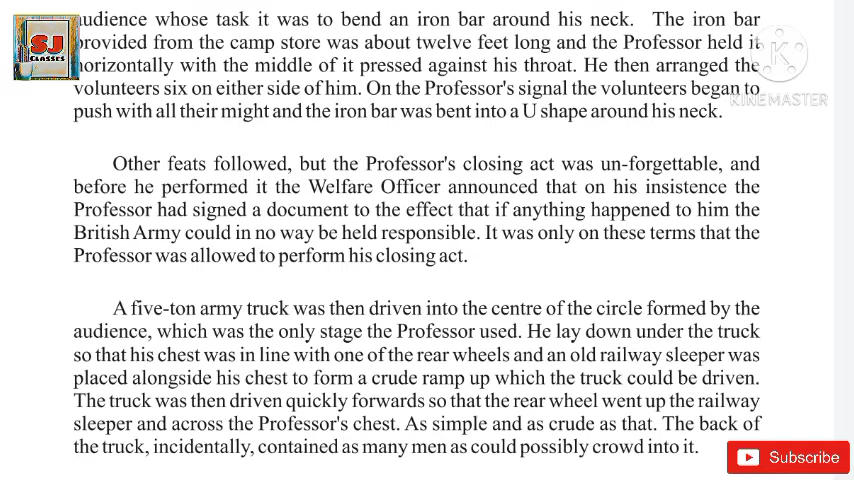 audience whose task it was to bend an iron bar around his neck. The iron bar
provided from the camp store was about twelve feet long and the Professor held it
horizontally with the middle of it pressed against his throat. He then arranged the
volunteers six on either side of him. On the Professor's signal the volunteers began to
push with all their might and the iron bar was bent into a U shape around his neck.
Other feats followed, but the Professor's closing act was un-forgettable, and
before he performed it the Welfare Officer announced that on his insistence the
Professor had signed a document to the effect that if anything happened to him the
British Army could in no way be held responsible. It was only on these terms that the
Professor was allowed to perform his closing act.
A five-ton army truck was then driven into the centre of the circle formed by the
audience, which was the only stage the Professor used. He lay down under the truck
so that his chest was in line with one of the rear wheels and an old railway sleeper was
placed alongside his chest to form a crude ramp up which the truck could be driven.
The truck was then driven quickly forwards so that the rear wheel went up the railway
sleeper and across the Professor's chest. As simple and as crude as that. The back of
the truck, incidentally, contained as many men as could possibly crowd into it.
SJ
CLASSES
KINEMASTER
Subscribe